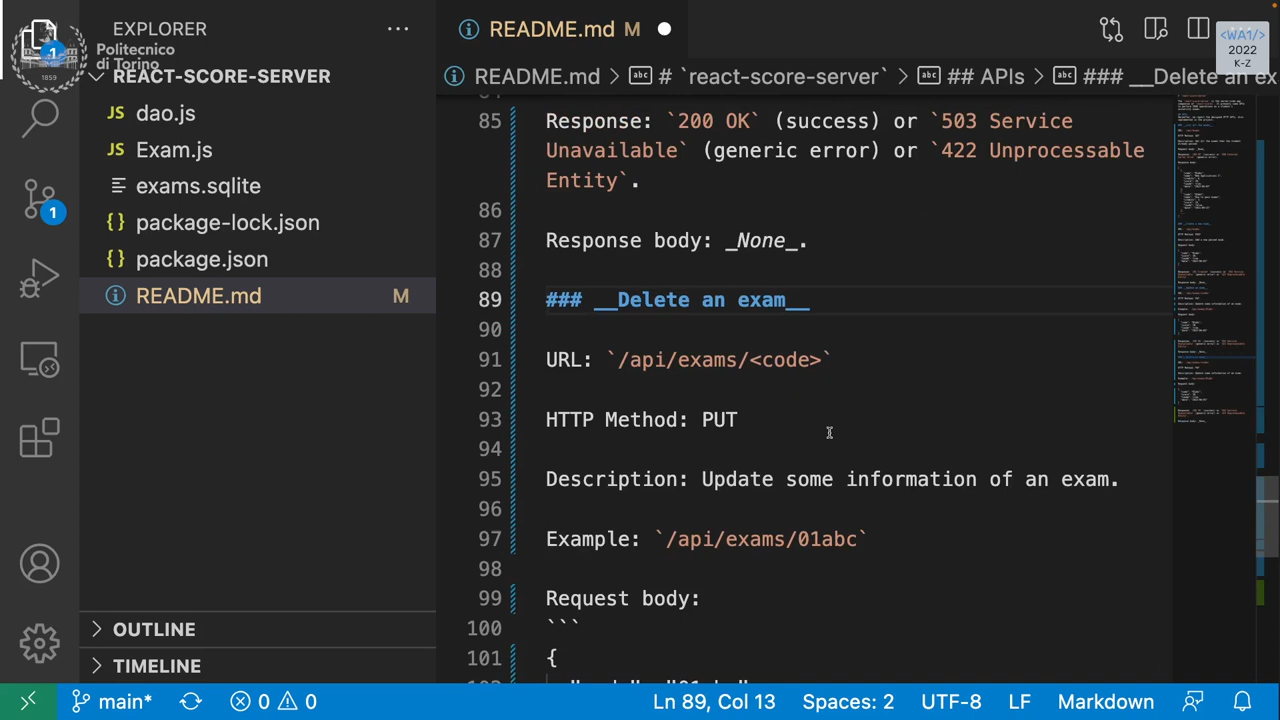 EXPLORER
README.md M
<WA1/>
2022
K-Z
1
Politecnico
di Torino
1859
REACT-SCORE-SERVER
README.md > # `react-score-server` > ## APIs > ### __Delete an ex
JS dao.js
JS Exam.js
exams.sqlite
{} package-lock.json
{} package.json
README.md M
1
85 Response: `200 OK` (success) or `503 Service
Unavailable` (generic error) or `422 Unprocessable
Entity`.
86
87 Response body: _None_.
88
89 ### __Delete an exam__
90
91 URL: `/api/exams/<code>`
92
93 HTTP Method: PUT
94
95 Description: Update some information of an exam.
96
97 Example: `/api/exams/01abc`
98
99 Request body:
100 ```
101 {
OUTLINE
TIMELINE
main* 0 0 Ln 89, Col 13 Spaces: 2 UTF-8 LF Markdown